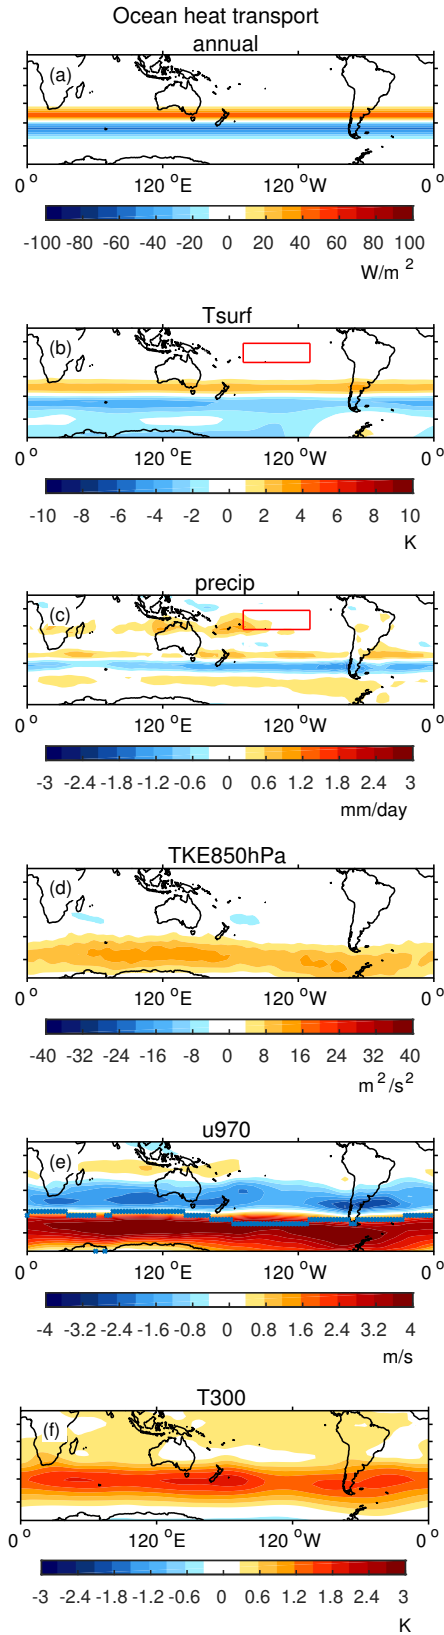 Ocean heat transport
annual
(a)
0 o 120 o E 120 o W 0 o
-100 -80 -60 -40 -20 0 20 40 60 80 100
W/m 2
Tsurf
(b)
0 o 120 o E 120 o W 0 o
-10 -8 -6 -4 -2 0 2 4 6 8 10
K
precip
(c)
0 o 120 o E 120 o W 0 o
-3 -2.4 -1.8 -1.2 -0.6 0 0.6 1.2 1.8 2.4 3
mm/day
TKE850hPa
(d)
0 o 120 o E 120 o W 0 o
-40 -32 -24 -16 -8 0 8 16 24 32 40
m 2 /s 2
u970
(e)
0 o 120 o E 120 o W 0 o
-4 -3.2 -2.4 -1.6 -0.8 0 0.8 1.6 2.4 3.2 4
m/s
T300
(f)
0 o 120 o E 120 o W 0 o
-3 -2.4 -1.8 -1.2 -0.6 0 0.6 1.2 1.8 2.4 3
K